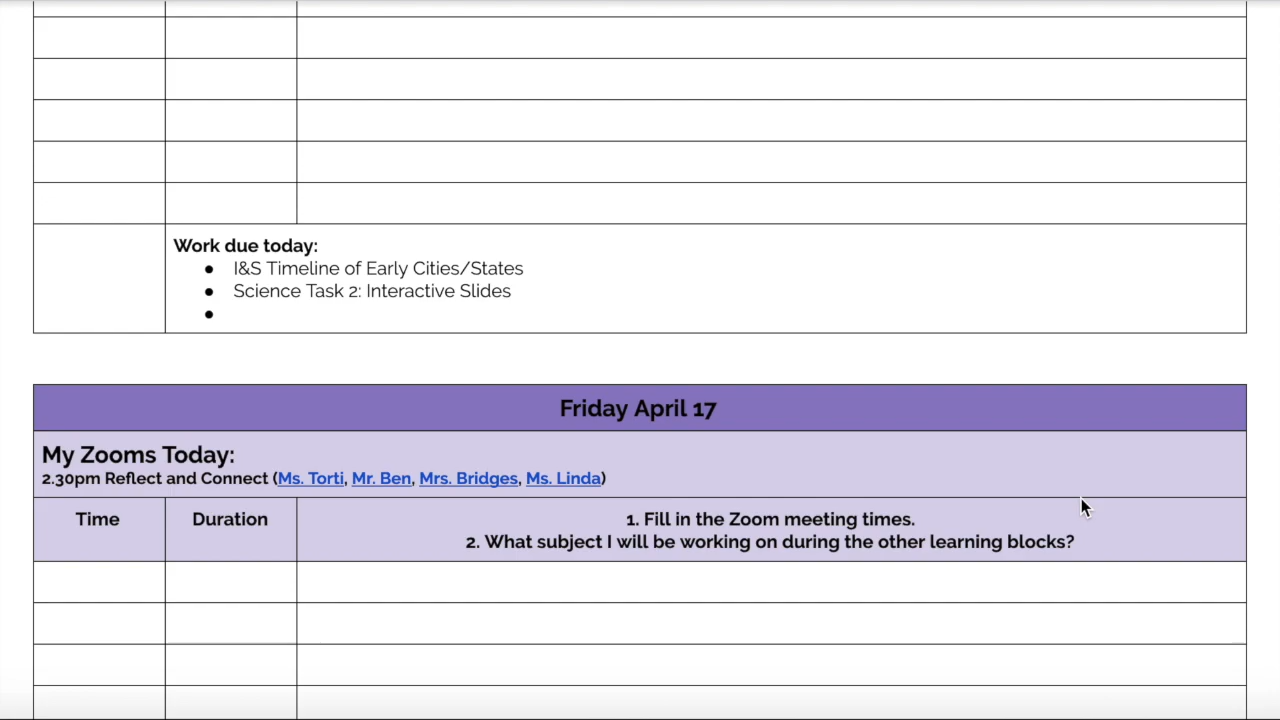 Work due today:
● I&S Timeline of Early Cities/States
● Science Task 2: Interactive Slides
●
Friday April 17
My Zooms Today:
2.30pm Reflect and Connect (Ms. Torti, Mr. Ben, Mrs. Bridges, Ms. Linda)
Time
Duration
1. Fill in the Zoom meeting times.
2. What subject I will be working on during the other learning blocks?